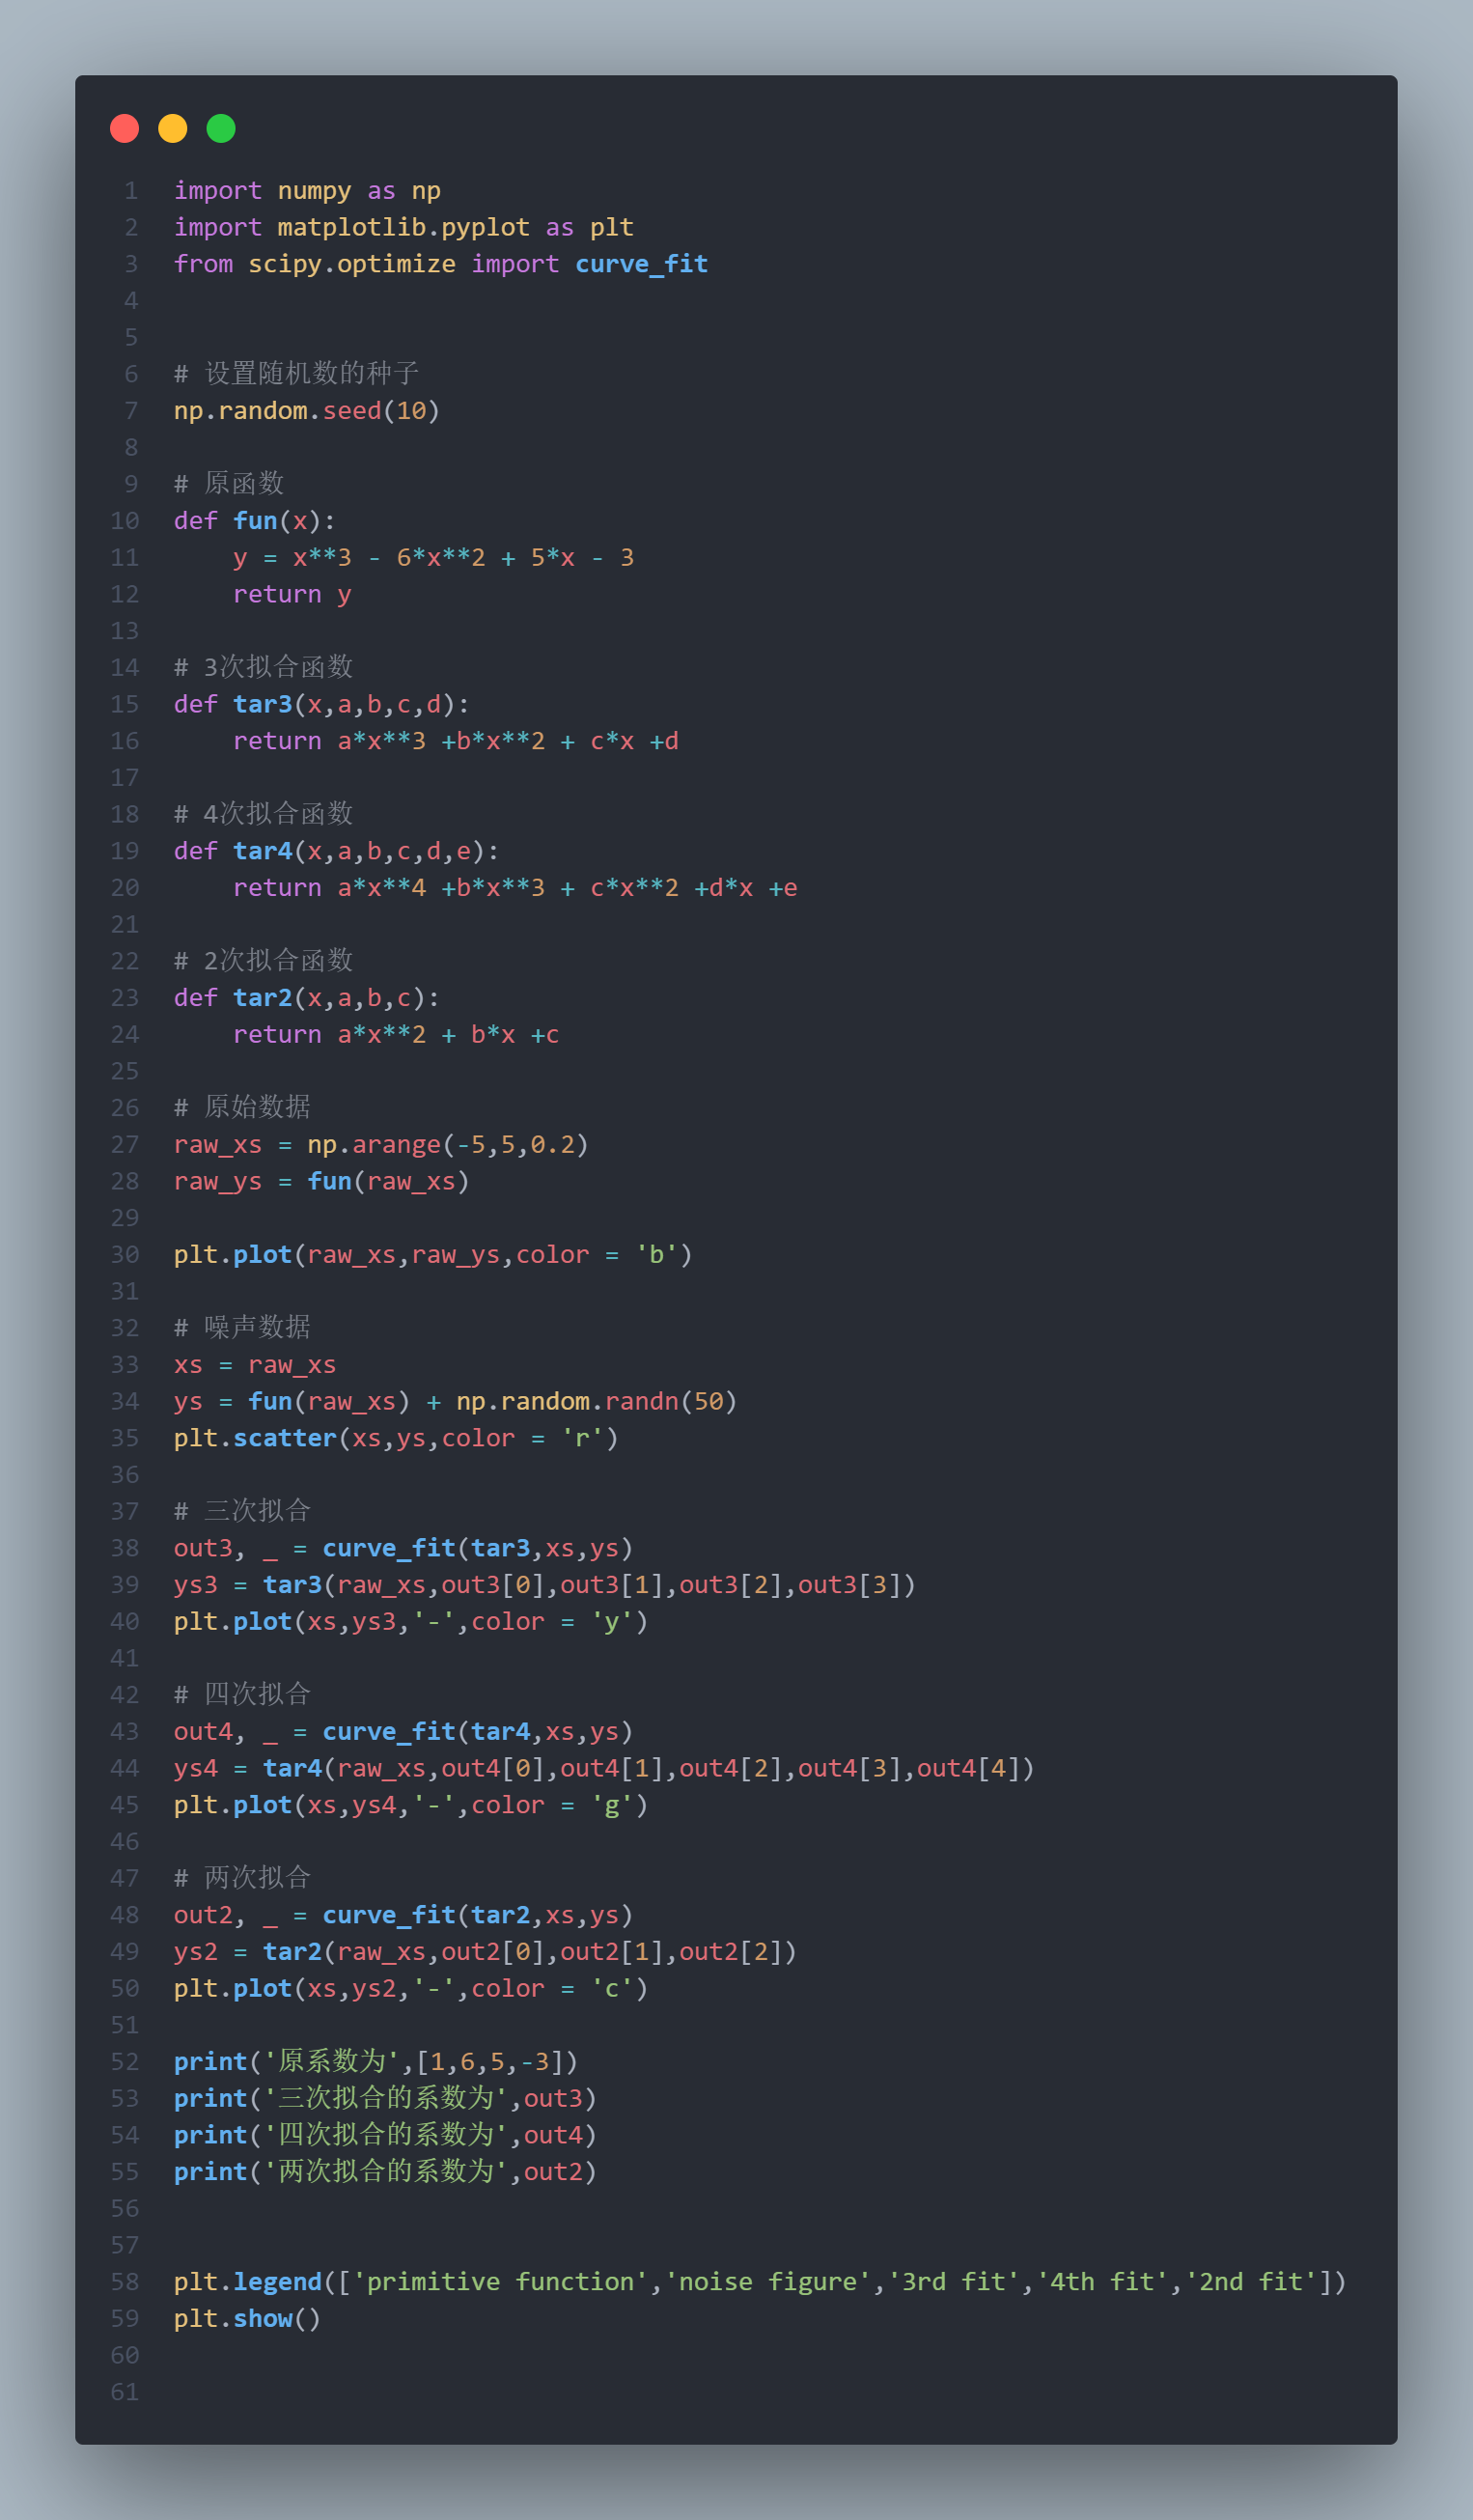 1 import numpy as np
2 import matplotlib.pyplot as plt
3 from scipy.optimize import curve_fit
4
5
6 # 设置随机数的种子
7 np.random.seed(10)
8
9 # 原函数
10 def fun(x):
11     y = x**3 - 6*x**2 + 5*x - 3
12     return y
13
14 # 3次拟合函数
15 def tar3(x,a,b,c,d):
16     return a*x**3 +b*x**2 + c*x +d
17
18 # 4次拟合函数
19 def tar4(x,a,b,c,d,e):
20     return a*x**4 +b*x**3 + c*x**2 +d*x +e
21
22 # 2次拟合函数
23 def tar2(x,a,b,c):
24     return a*x**2 + b*x +c
25
26 # 原始数据
27 raw_xs = np.arange(-5,5,0.2)
28 raw_ys = fun(raw_xs)
29
30 plt.plot(raw_xs,raw_ys,color = 'b')
31
32 # 噪声数据
33 xs = raw_xs
34 ys = fun(raw_xs) + np.random.randn(50)
35 plt.scatter(xs,ys,color = 'r')
36
37 # 三次拟合
38 out3, _ = curve_fit(tar3,xs,ys)
39 ys3 = tar3(raw_xs,out3[0],out3[1],out3[2],out3[3])
40 plt.plot(xs,ys3,'-',color = 'y')
41
42 # 四次拟合
43 out4, _ = curve_fit(tar4,xs,ys)
44 ys4 = tar4(raw_xs,out4[0],out4[1],out4[2],out4[3],out4[4])
45 plt.plot(xs,ys4,'-',color = 'g')
46
47 # 两次拟合
48 out2, _ = curve_fit(tar2,xs,ys)
49 ys2 = tar2(raw_xs,out2[0],out2[1],out2[2])
50 plt.plot(xs,ys2,'-',color = 'c')
51
52 print('原系数为',[1,6,5,-3])
53 print('三次拟合的系数为',out3)
54 print('四次拟合的系数为',out4)
55 print('两次拟合的系数为',out2)
56
57
58 plt.legend(['primitive function','noise figure','3rd fit','4th fit','2nd fit'])
59 plt.show()
60
61